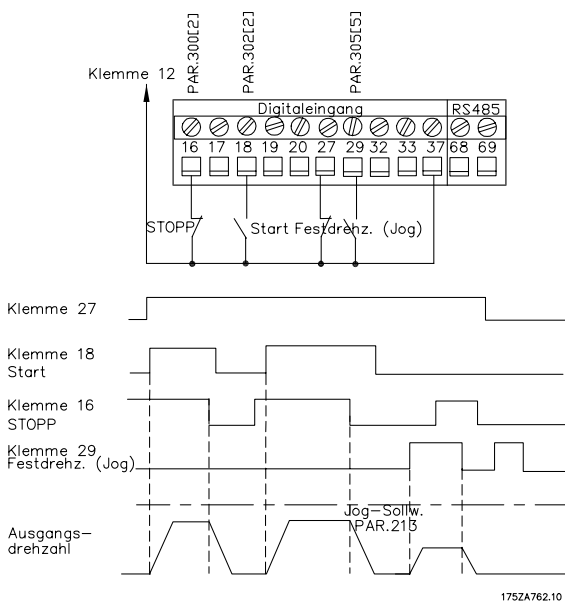 PAR.300[2]
PAR.302[2]
PAR.305[5]
Klemme 12
Digitaleingang RS485
16 17 18 19 20 27 29 32 33 37 68 69
STOPP Start Festdrehz. (Jog)
Klemme 27
Klemme 18
Start
Klemme 16
STOPP
Klemme 29
Festdrehz. (Jog)
Jog-Sollw.
PAR.213
Ausgangs-
drehzahl
175ZA762.10